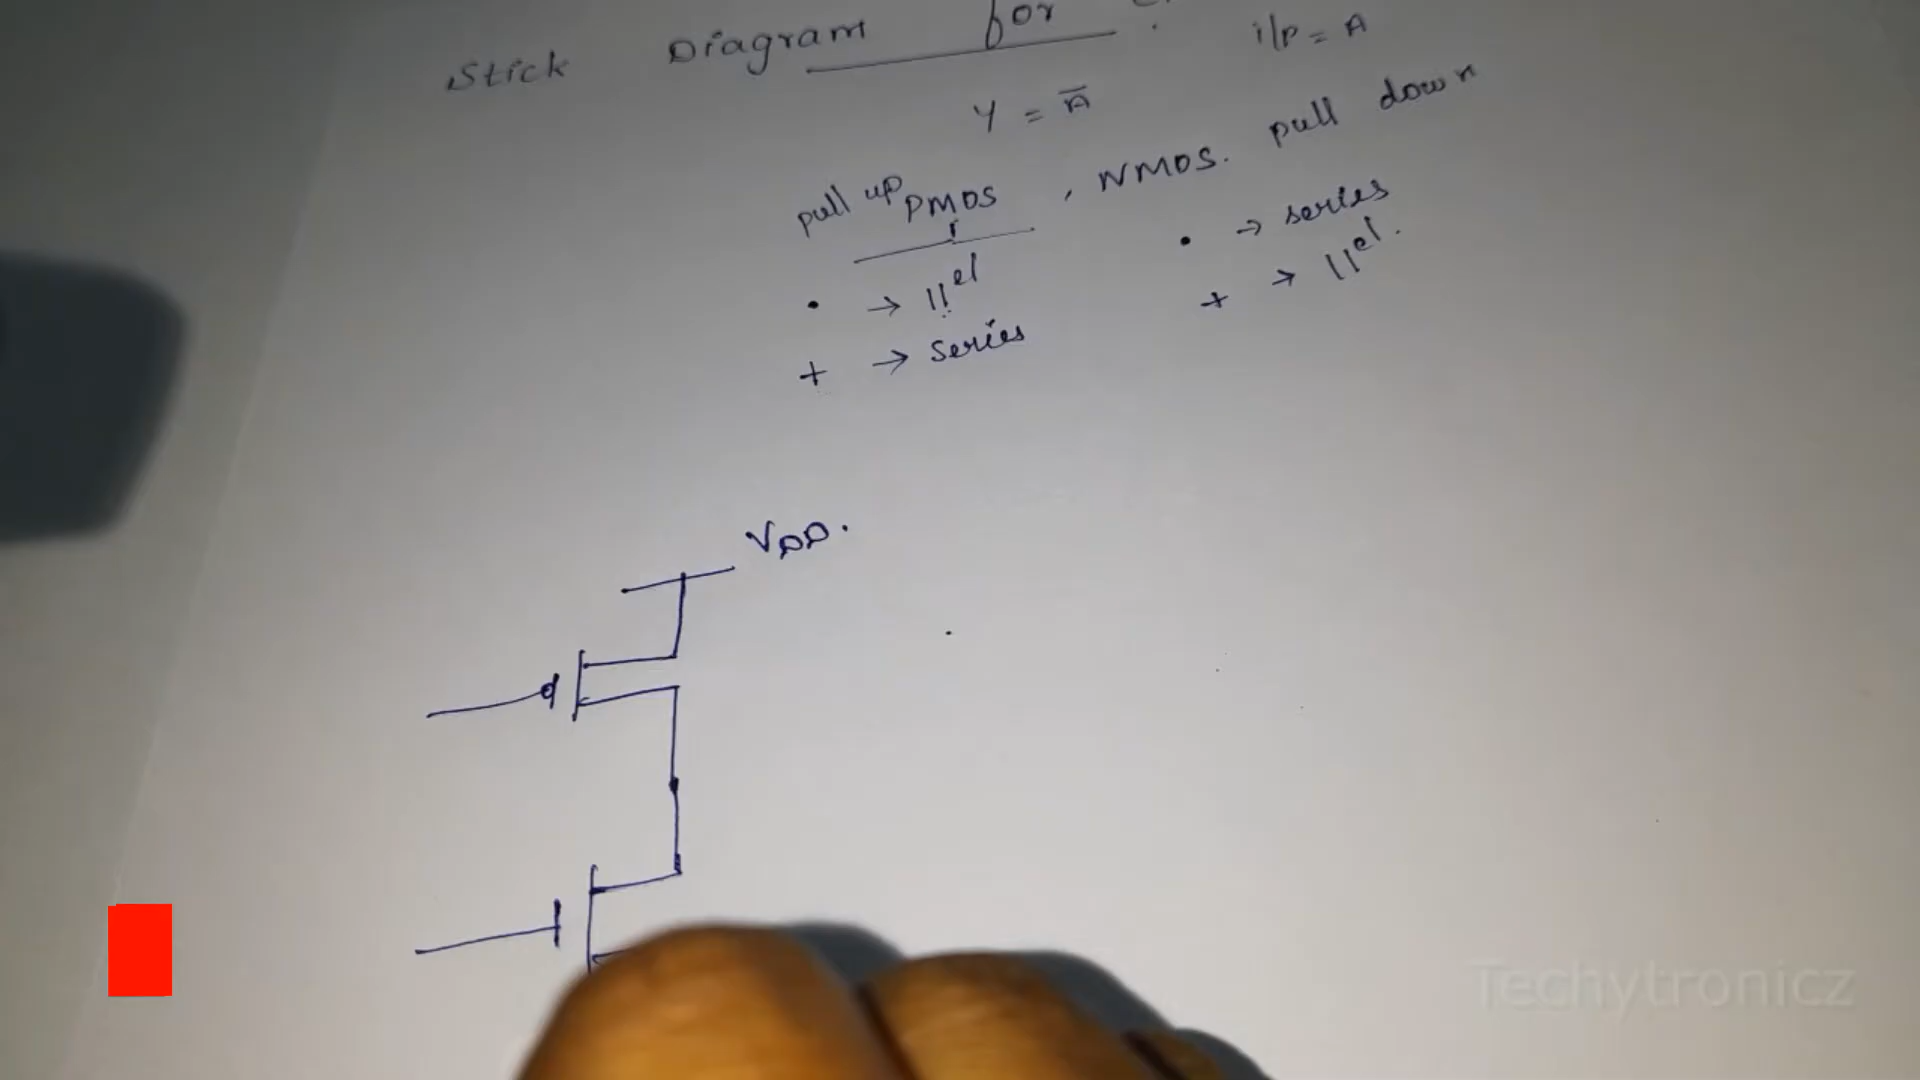 Stick Diagram for
i/p = A
Y = A̅
pull up PMOS , NMOS. pull down
• → ||el
• → series
+ → series
+ → ||el.
VDD.
Techytronicz